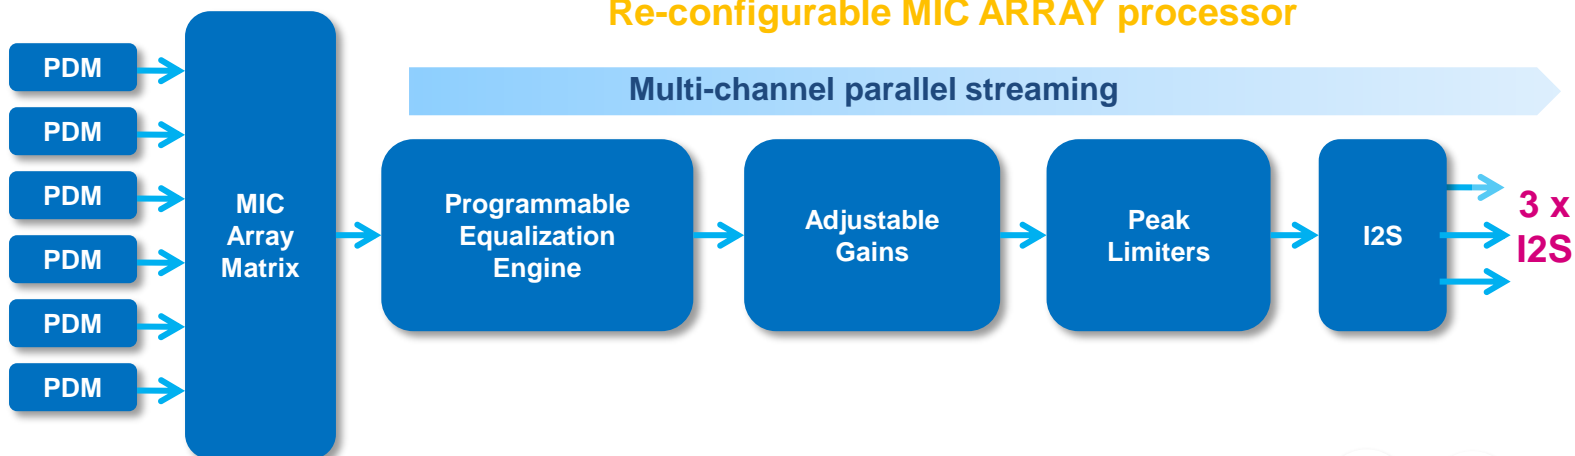 Re-configurable MIC ARRAY processor
Multi-channel parallel streaming
PDM
PDM
PDM
PDM
PDM
PDM
MIC
Array
Matrix
Programmable
Equalization
Engine
Adjustable
Gains
Peak
Limiters
I2S
3 x
I2S